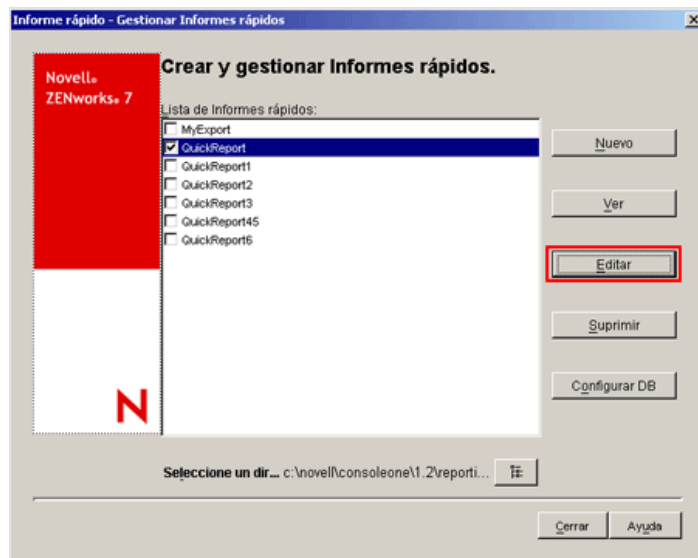 Informe rápido - Gestionar Informes rápidos
Novell®
ZENworks® 7
Crear y gestionar Informes rápidos.
Lista de Informes rápidos:
MyExport
QuickReport
QuickReport1
QuickReport2
QuickReport3
QuickReport45
QuickReport6
Nuevo
Ver
Editar
Suprimir
Configurar DB
N
Seleccione un dir... c:\novell\consoleone\1.2\reporti...
Cerrar
Ayuda